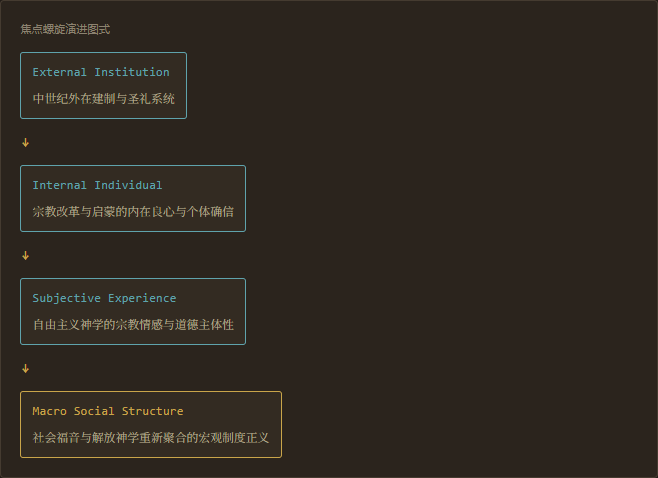 焦点螺旋演进图式
External Institution
中世纪外在建制与圣礼系统
↓
Internal Individual
宗教改革与启蒙的内在良心与个体确信
↓
Subjective Experience
自由主义神学的宗教情感与道德主体性
↓
Macro Social Structure
社会福音与解放神学重新聚合的宏观制度正义